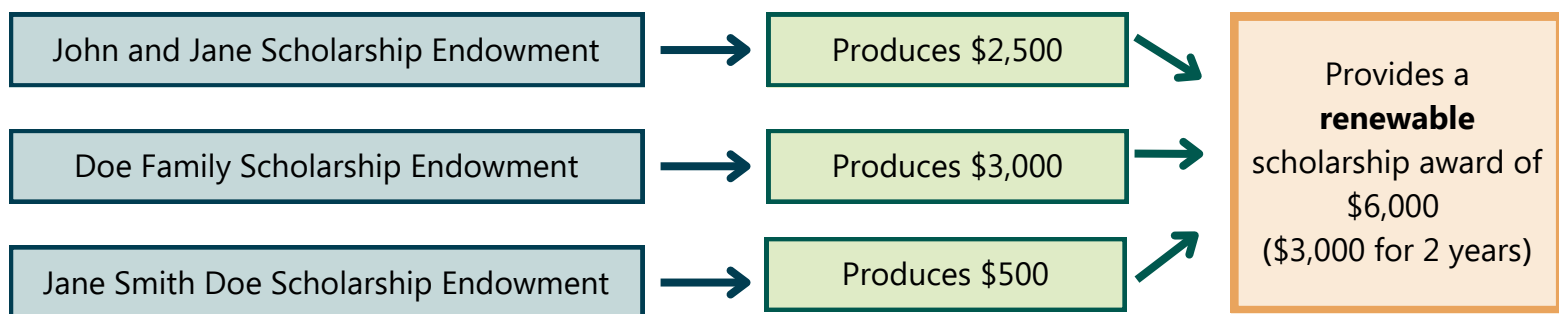 John and Jane Scholarship Endowment
Produces $2,500
Doe Family Scholarship Endowment
Produces $3,000
Jane Smith Doe Scholarship Endowment
Produces $500
Provides a
renewable
scholarship award of
$6,000
($3,000 for 2 years)